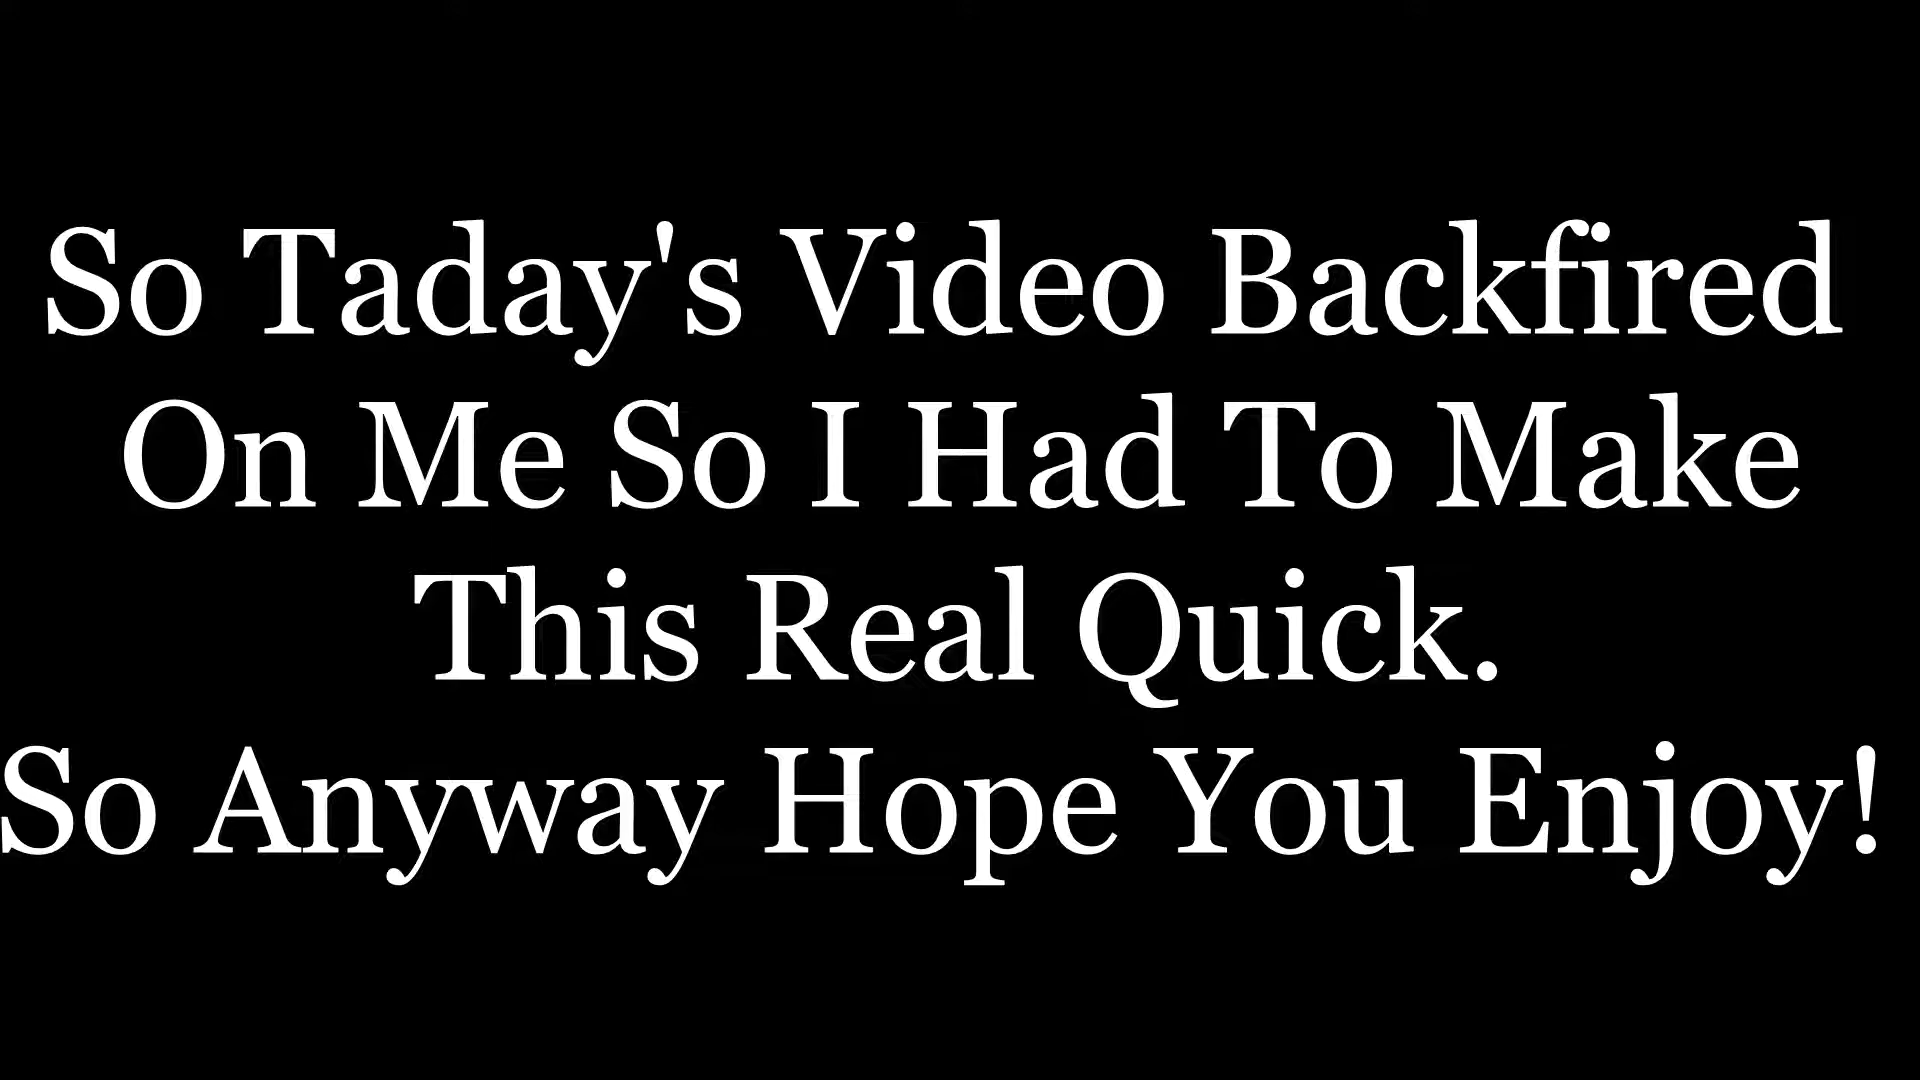 So Taday's Video Backfired
On Me So I Had To Make
This Real Quick.
So Anyway Hope You Enjoy!